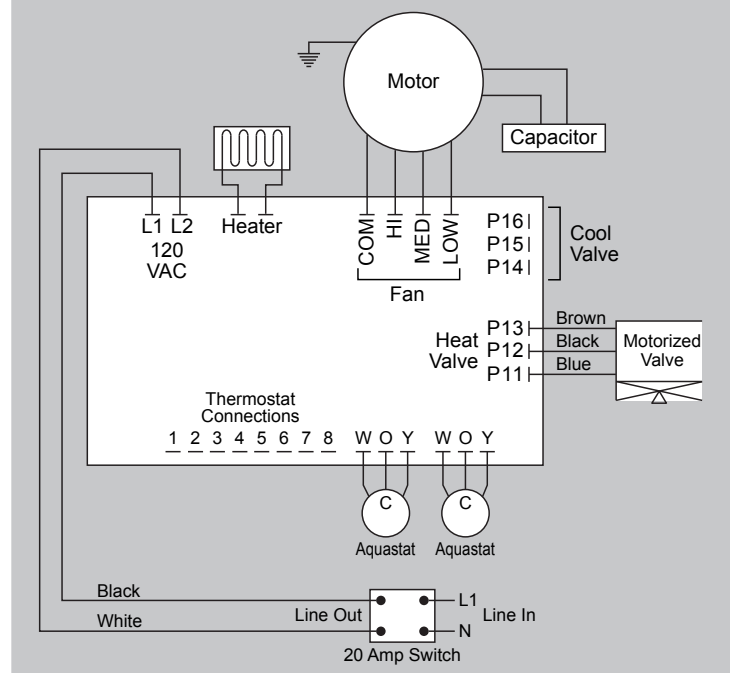 Motor
Capacitor
L1 L2
120
VAC
Heater
COM
HI
MED
LOW
Fan
P16
P15
P14
Cool
Valve
Heat
Valve
P13
P12
P11
Brown
Black
Blue
Motorized
Valve
Thermostat
Connections
1 2 3 4 5 6 7 8
W O Y
W O Y
C
C
Aquastat
Aquastat
Black
White
Line Out
L1
N
Line In
20 Amp Switch